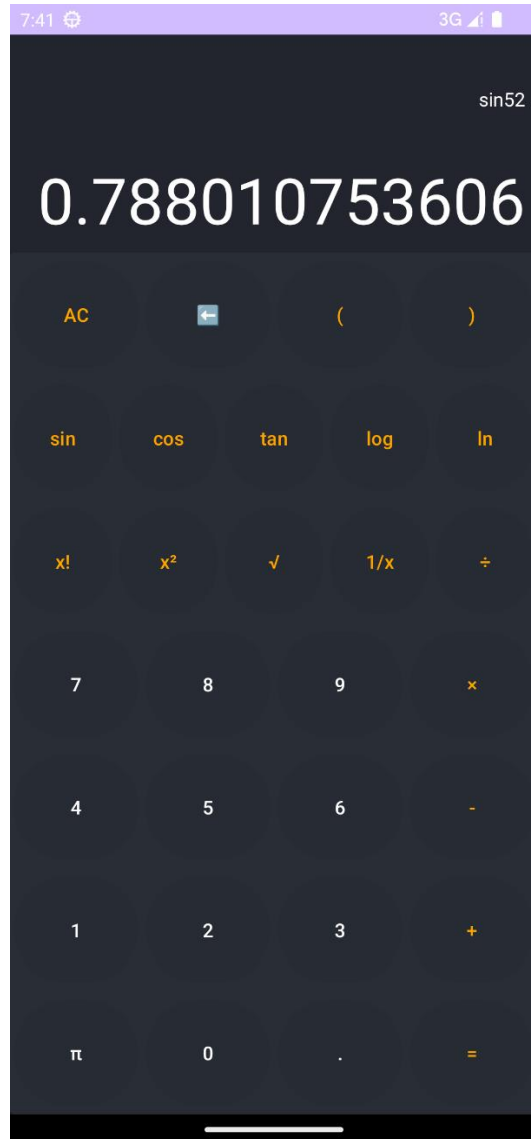 7:41 3G
sin52
0.788010753606
AC ( )
sin cos tan log ln
x! x² √ 1/x ÷
7 8 9 ×
4 5 6 -
1 2 3 +
π 0 . =